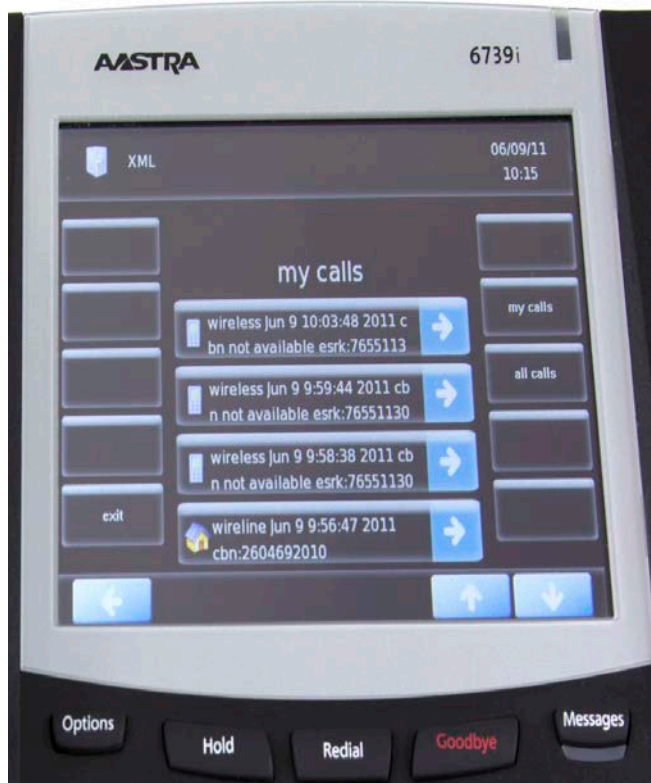 AASTRA
6739i
XML
06/09/11
10:15
my calls
wireless Jun 9 10:03:48 2011 c
bn not available esrk:7655113
my calls
wireless Jun 9 9:59:44 2011 cb
n not available esrk:76551130
all calls
wireless Jun 9 9:58:38 2011 cb
n not available esrk:76551130
exit
wireline Jun 9 9:56:47 2011
cbn:2604692010
Options
Hold
Redial
Goodbye
Messages